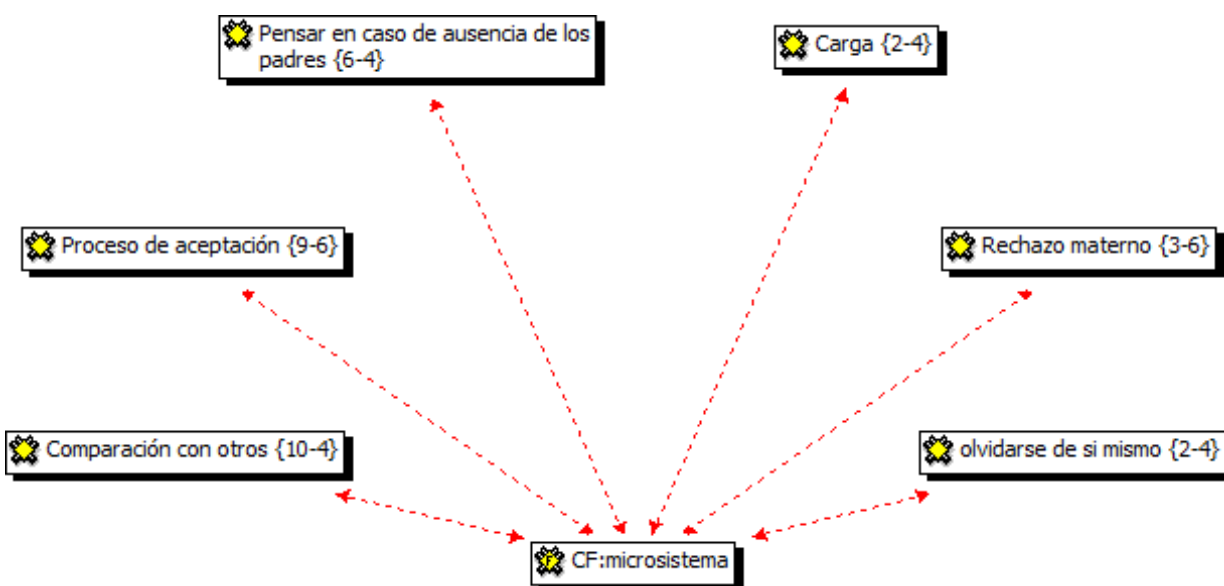 Pensar en caso de ausencia de los
padres {6-4}
Carga {2-4}
Proceso de aceptación {9-6}
Rechazo materno {3-6}
Comparación con otros {10-4}
olvidarse de si mismo {2-4}
CF:microsistema